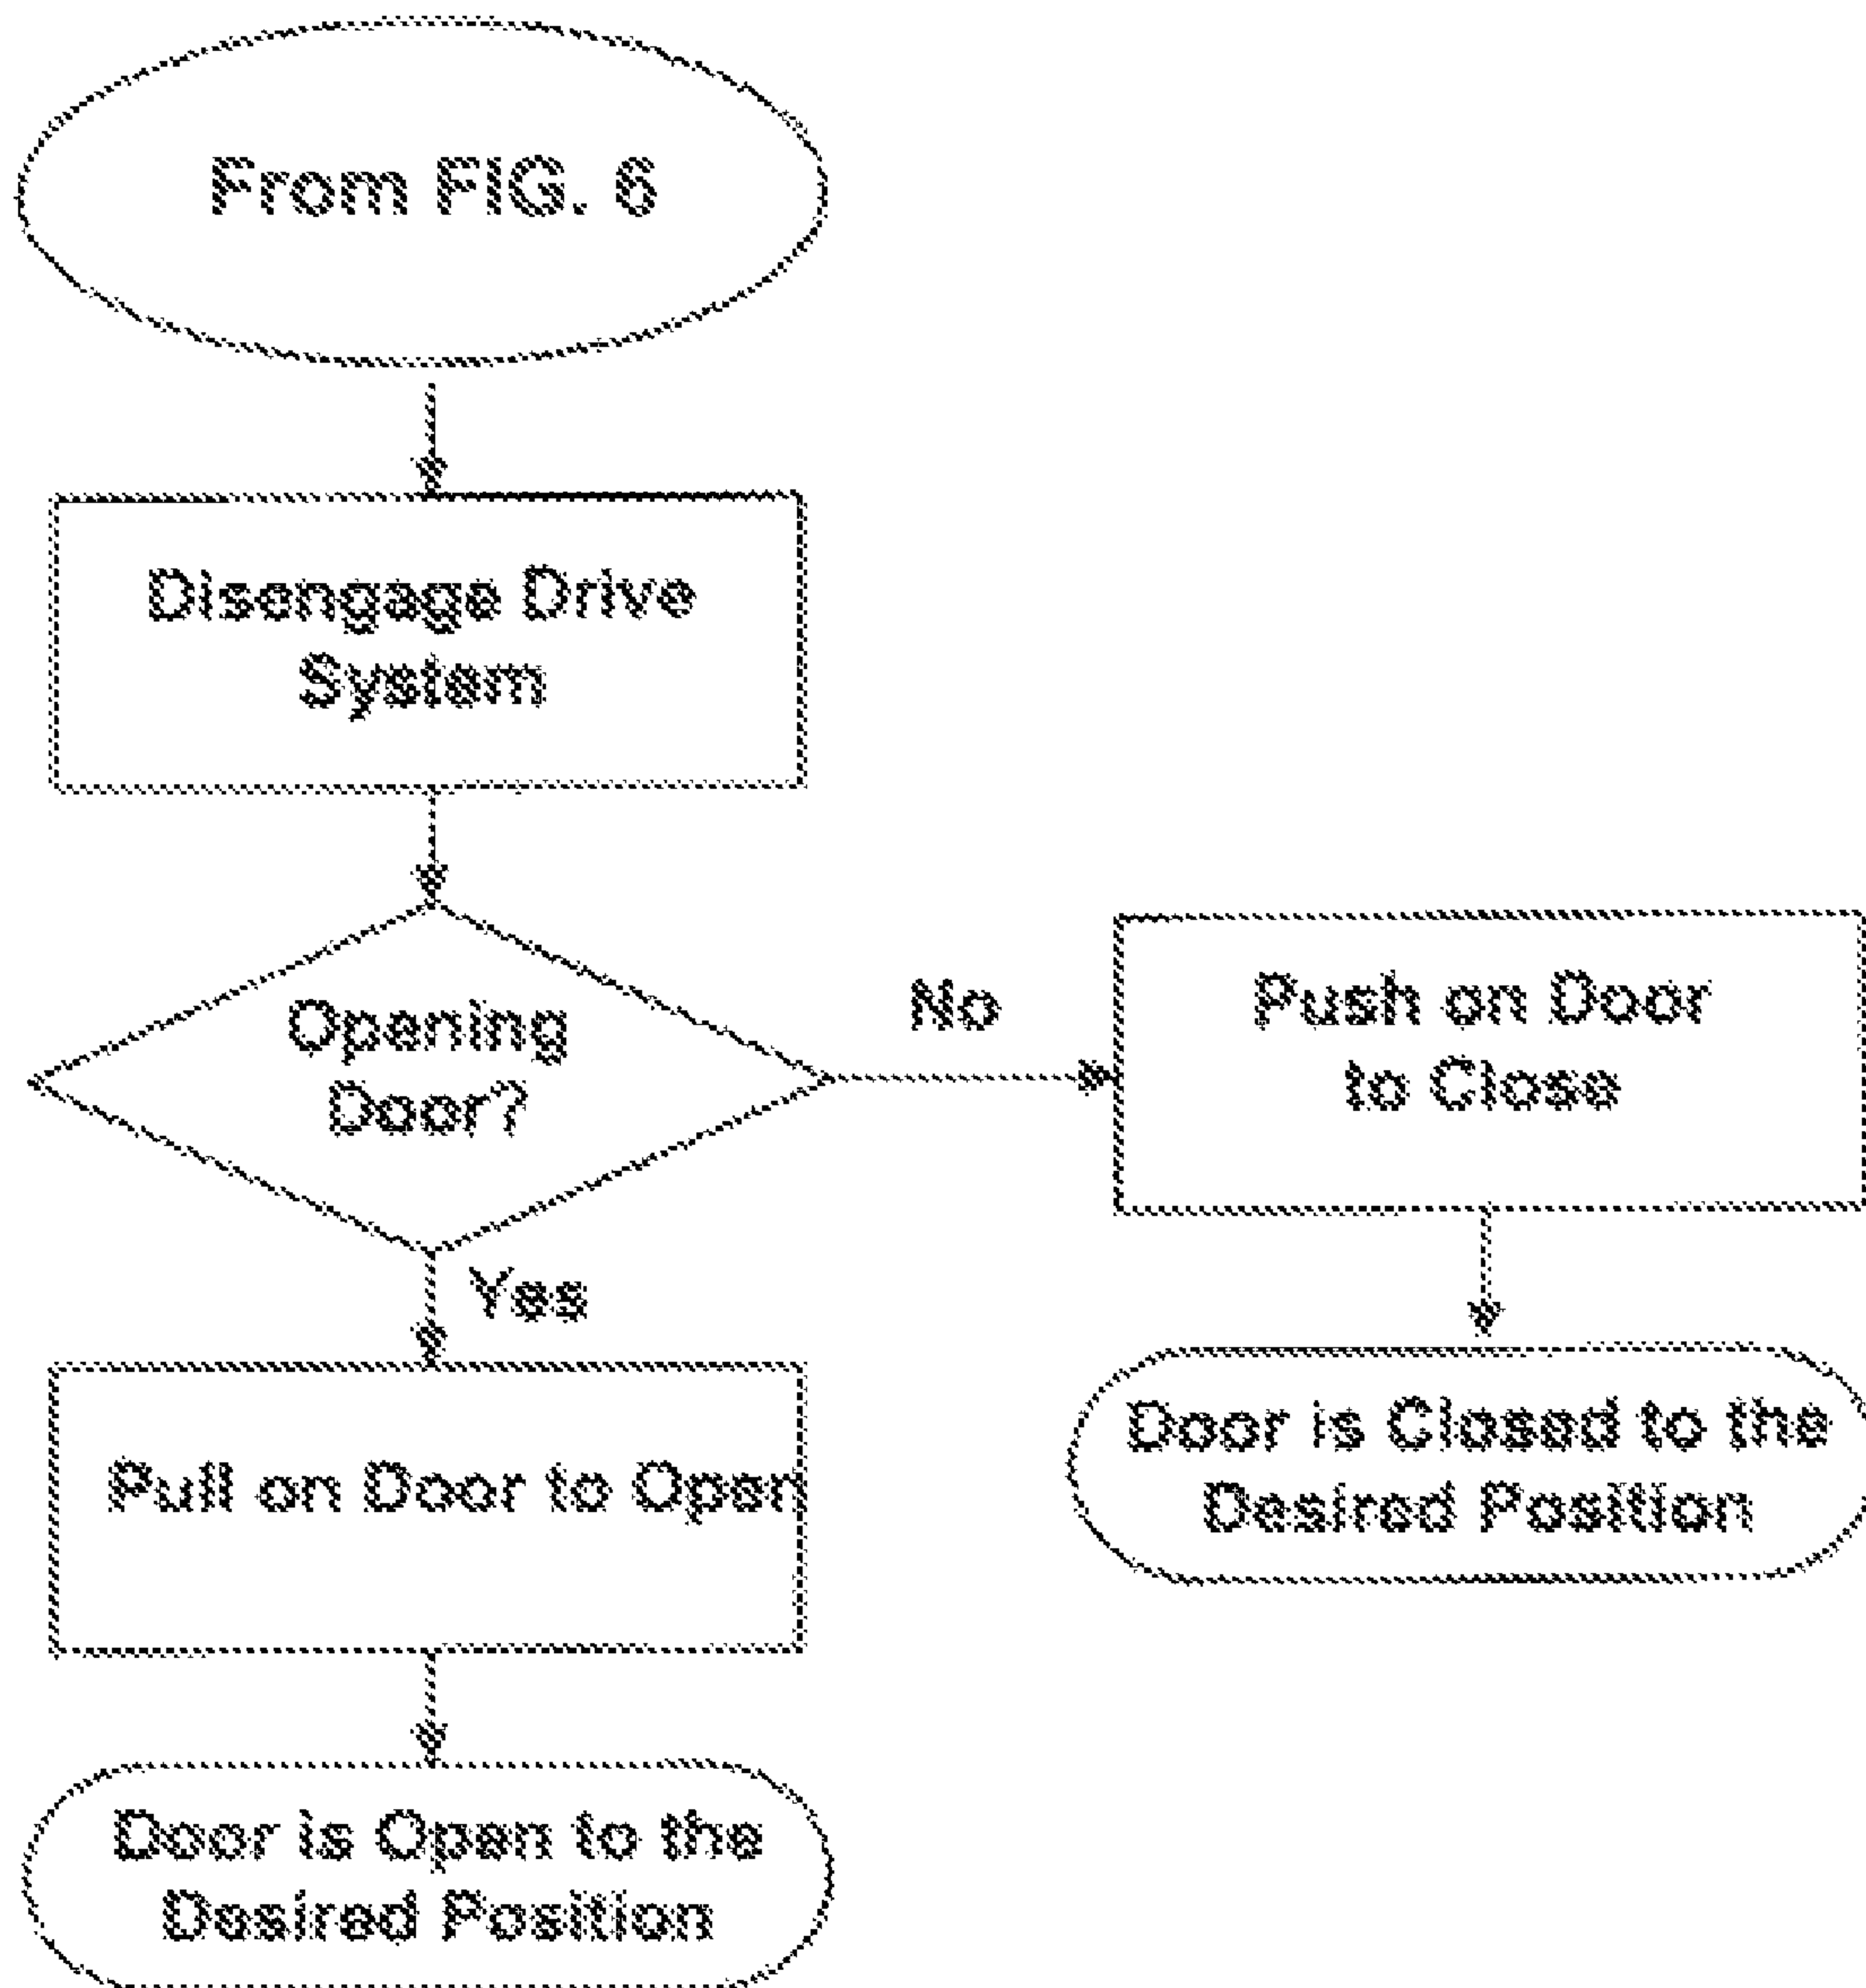 From FIG. 6
Disengage Drive
System
Opening
Door?
No
Push on Door
to Close
Yes
Pull on Door to Open
Door is Closed to the
Desired Position
Door is Open to the
Desired Position